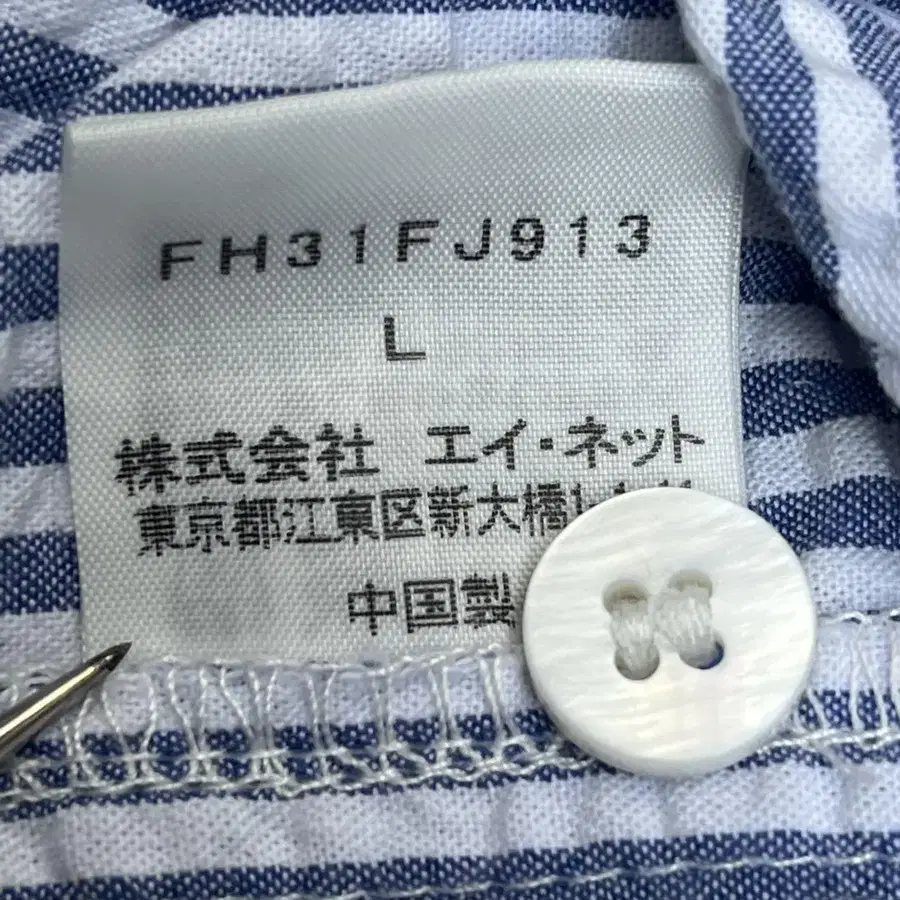 FH31FJ913
L
株式会社 エイ・ネット
東京都江東区新大橋
中国製